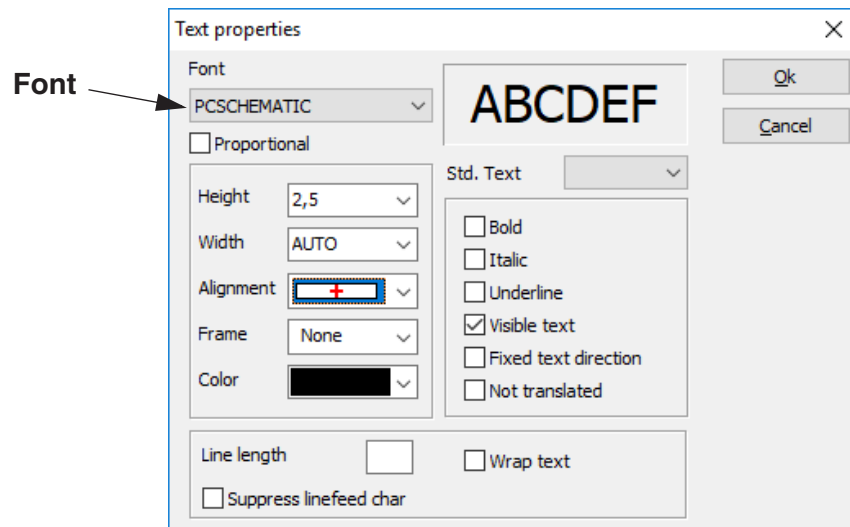 Text properties
Font
Font
PCSCHEMATIC
Proportional
ABCDEF
Ok
Cancel
Std. Text
Height
2,5
Width
AUTO
Alignment
Frame
None
Color
Bold
Italic
Underline
Visible text
Fixed text direction
Not translated
Line length
Wrap text
Suppress linefeed char